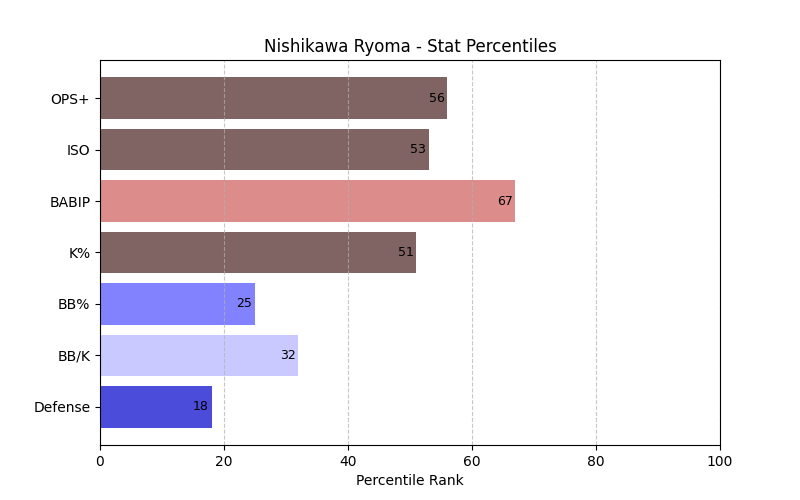 Nishikawa Ryoma - Stat Percentiles
OPS+ 56
ISO 53
BABIP 67
K% 51
BB% 25
BB/K 32
Defense 18
0 20 40 60 80 100
Percentile Rank